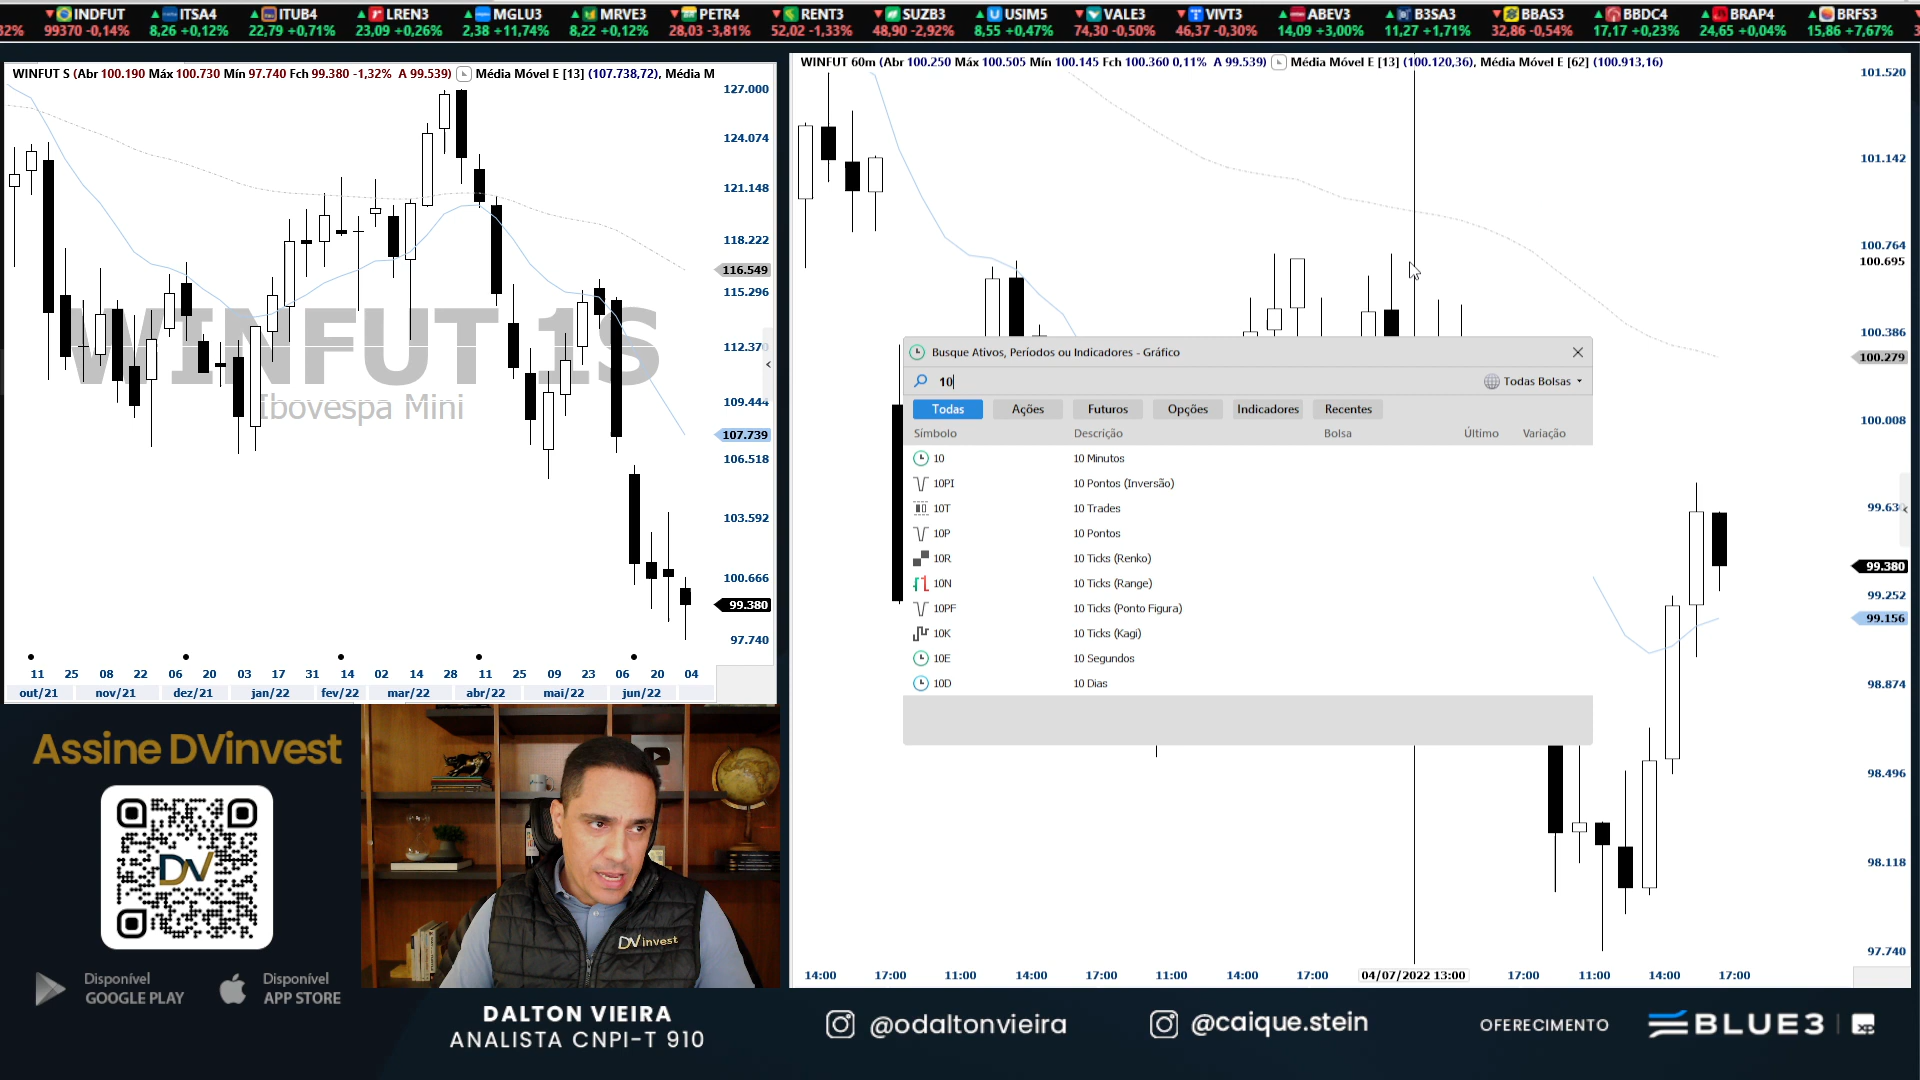 32% INDFUT ITSA4 ITUB4 LREN3 MGLU3 MRVE3 PETR4 RENT3 SUZB3 USIM5 VALE3 VIVT3 ABEV3 B3SA3 BBAS3 BBDC4 BRAP4 BRFS3
99370 -0,14% 8,26 +0,12% 22,79 +0,71% 23,09 +0,26% 2,38 +11,74% 8,22 +0,12% 28,03 -3,81% 52,02 -1,33% 48,90 -2,92% 8,55 +0,47% 74,30 -0,50% 46,37 -0,30% 14,09 +3,00% 11,27 +1,71% 32,86 -0,54% 17,17 +0,23% 24,65 +0,04% 15,86 +7,67%
WINFUT S (Abr 100.190 Máx 100.730 Mín 97.740 Fch 99.380 -1,32% A 99.539) Média Móvel E [13] (107.738,72), Média M
127.000
124.074
121.148
118.222
116.549
115.296
112.370
109.444
107.739
106.518
103.592
100.666
99.380
97.740
WINFUT 1S
Ibovespa Mini
11 25 08 22 06 20 03 17 31 14 02 14 28 11 25 09 23 06 20 04
out/21 nov/21 dez/21 jan/22 fev/22 mar/22 abr/22 mai/22 jun/22
WINFUT 60m (Abr 100.250 Máx 100.505 Mín 100.145 Fch 100.360 0,11% A 99.539) Média Móvel E [13] (100.120,36), Média Móvel E [62] (100.913,16)
101.520
101.142
100.764
100.695
100.386
100.279
100.008
99.63
99.380
99.252
99.156
98.874
98.496
98.118
97.740
14:00 17:00 11:00 14:00 17:00 11:00 14:00 17:00 04/07/2022 13:00 17:00 11:00 14:00 17:00
Busque Ativos, Períodos ou Indicadores - Gráfico
10 Todas Bolsas
Todas Ações Futuros Opções Indicadores Recentes
Símbolo Descrição Bolsa Último Variação
10 10 Minutos
10PI 10 Pontos (Inversão)
10T 10 Trades
10P 10 Pontos
10R 10 Ticks (Renko)
10N 10 Ticks (Range)
10PF 10 Ticks (Ponto Figura)
10K 10 Ticks (Kagi)
10E 10 Segundos
10D 10 Dias
Assine DVinvest
DV
Disponível GOOGLE PLAY
Disponível APP STORE
DVinvest
DALTON VIEIRA
ANALISTA CNPI-T 910
@odaltonvieira
@caique.stein
OFERECIMENTO
BLUE3 | xp